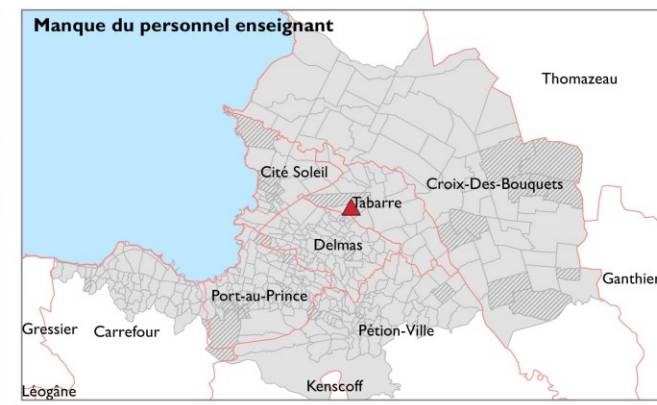 Manque du personnel enseignant
Thomazeau
Cité Soleil
Croix-Des-Bouquets
Tabarre
Delmas
Ganthier
Port-au-Prince
Gressier
Carrefour
Pétion-Ville
Kenscoff
Léogâne